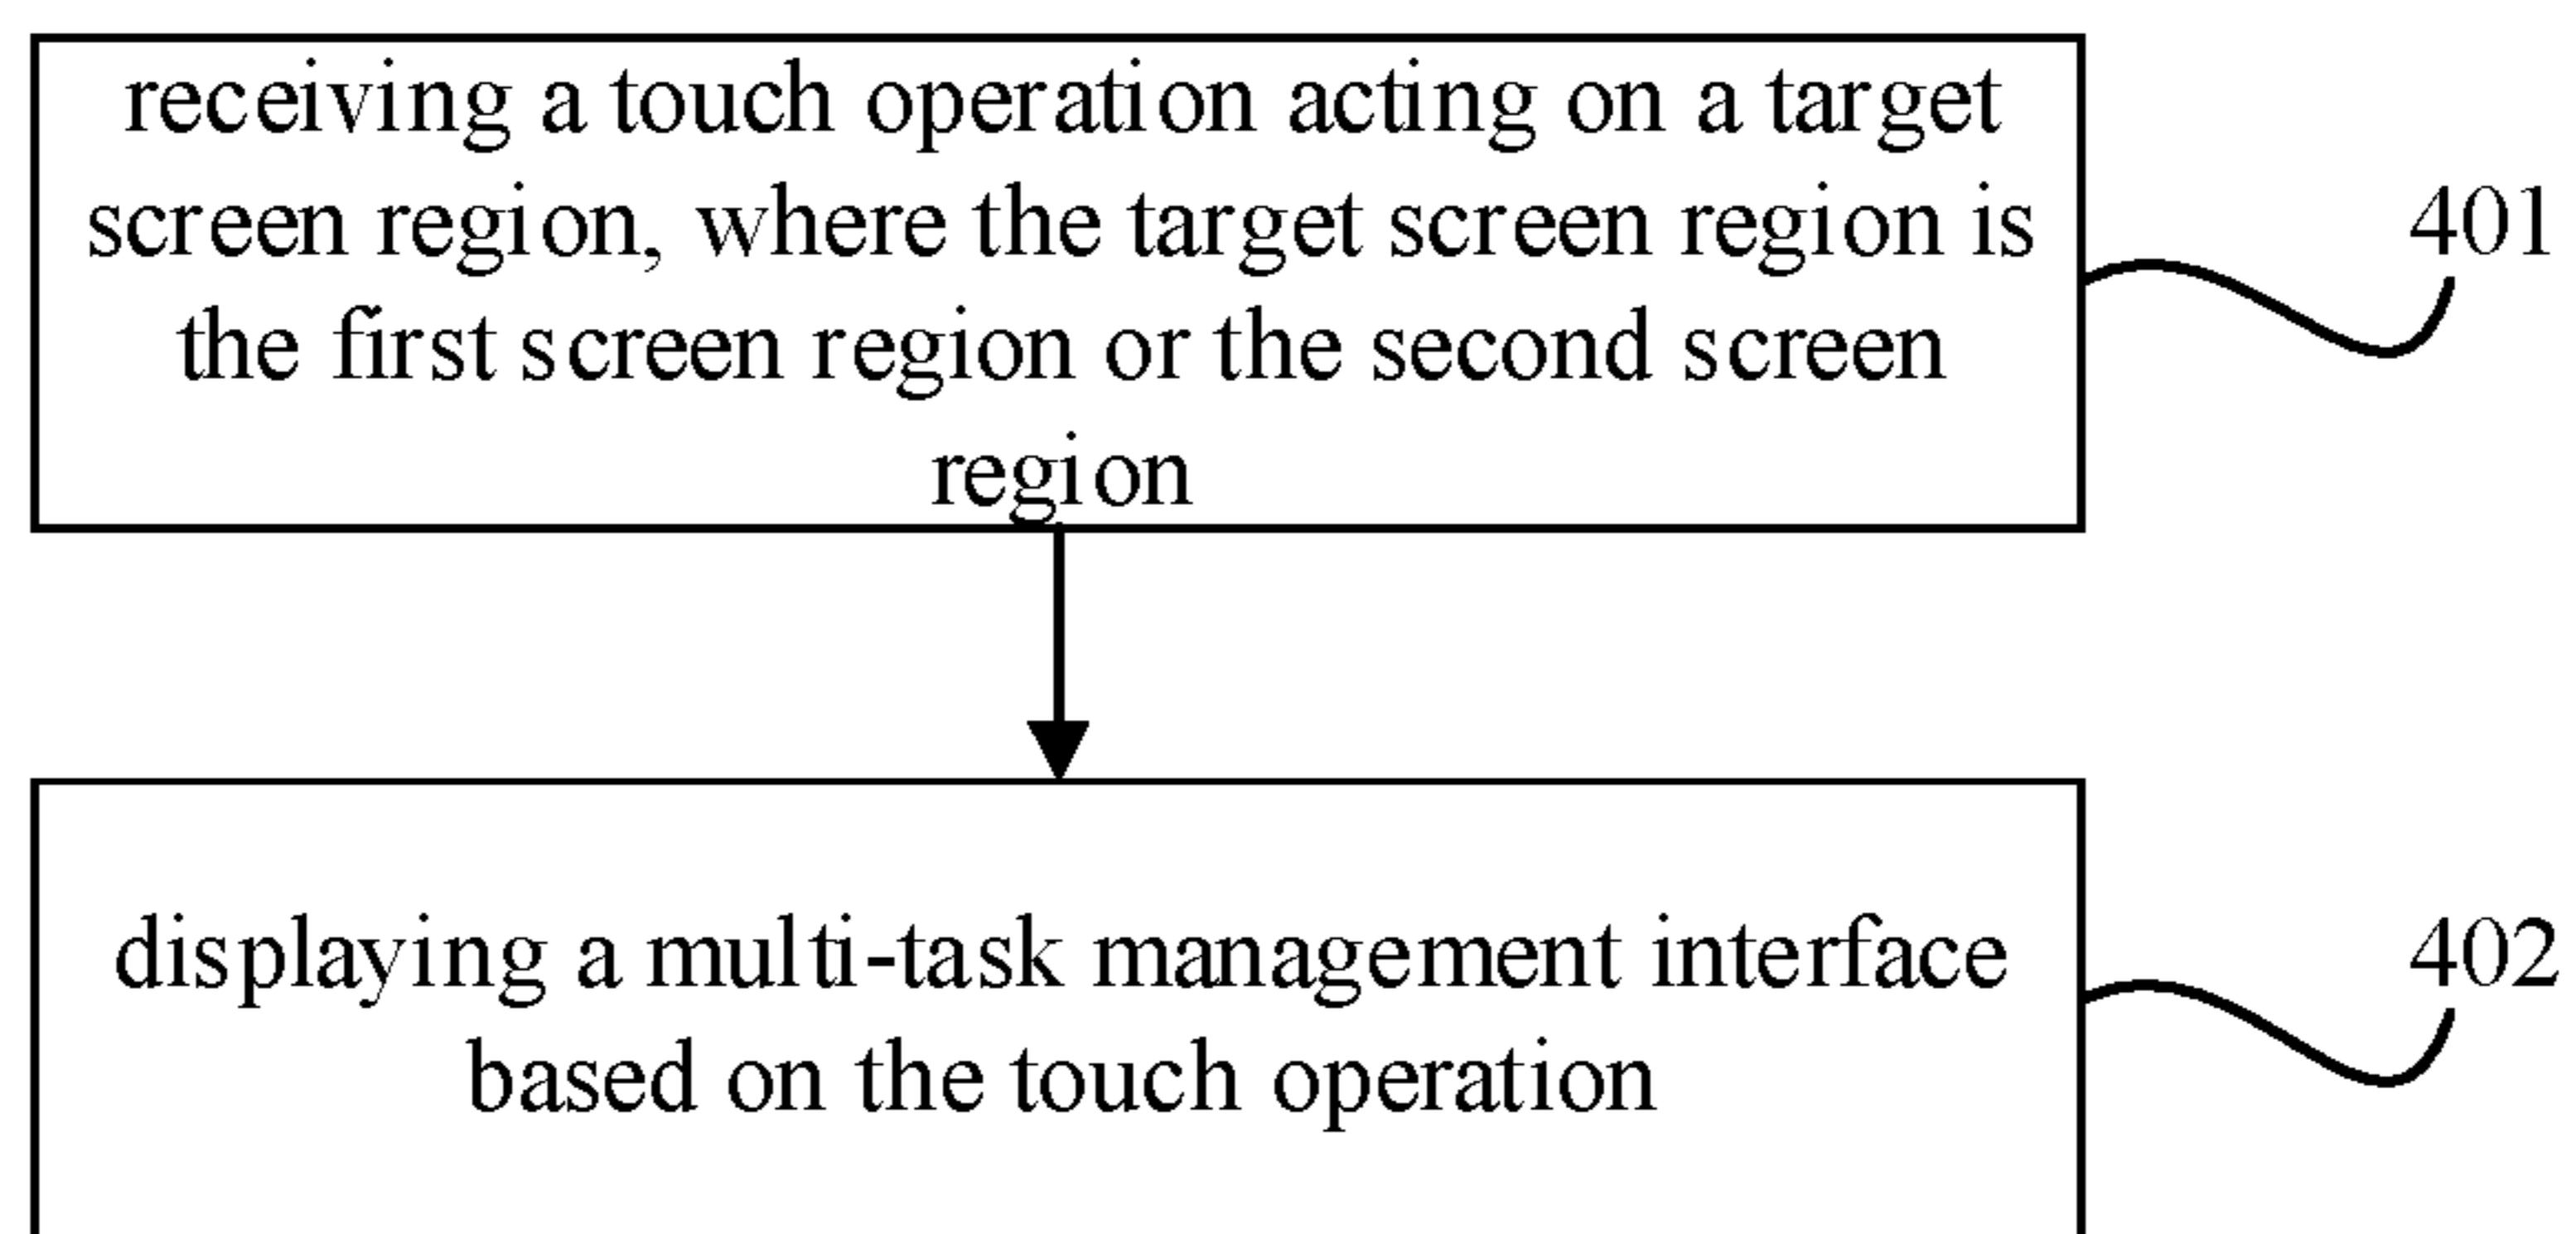 receiving a touch operation acting on a target
screen region, where the target screen region is
the first screen region or the second screen
region
401
displaying a multi-task management interface
based on the touch operation
402